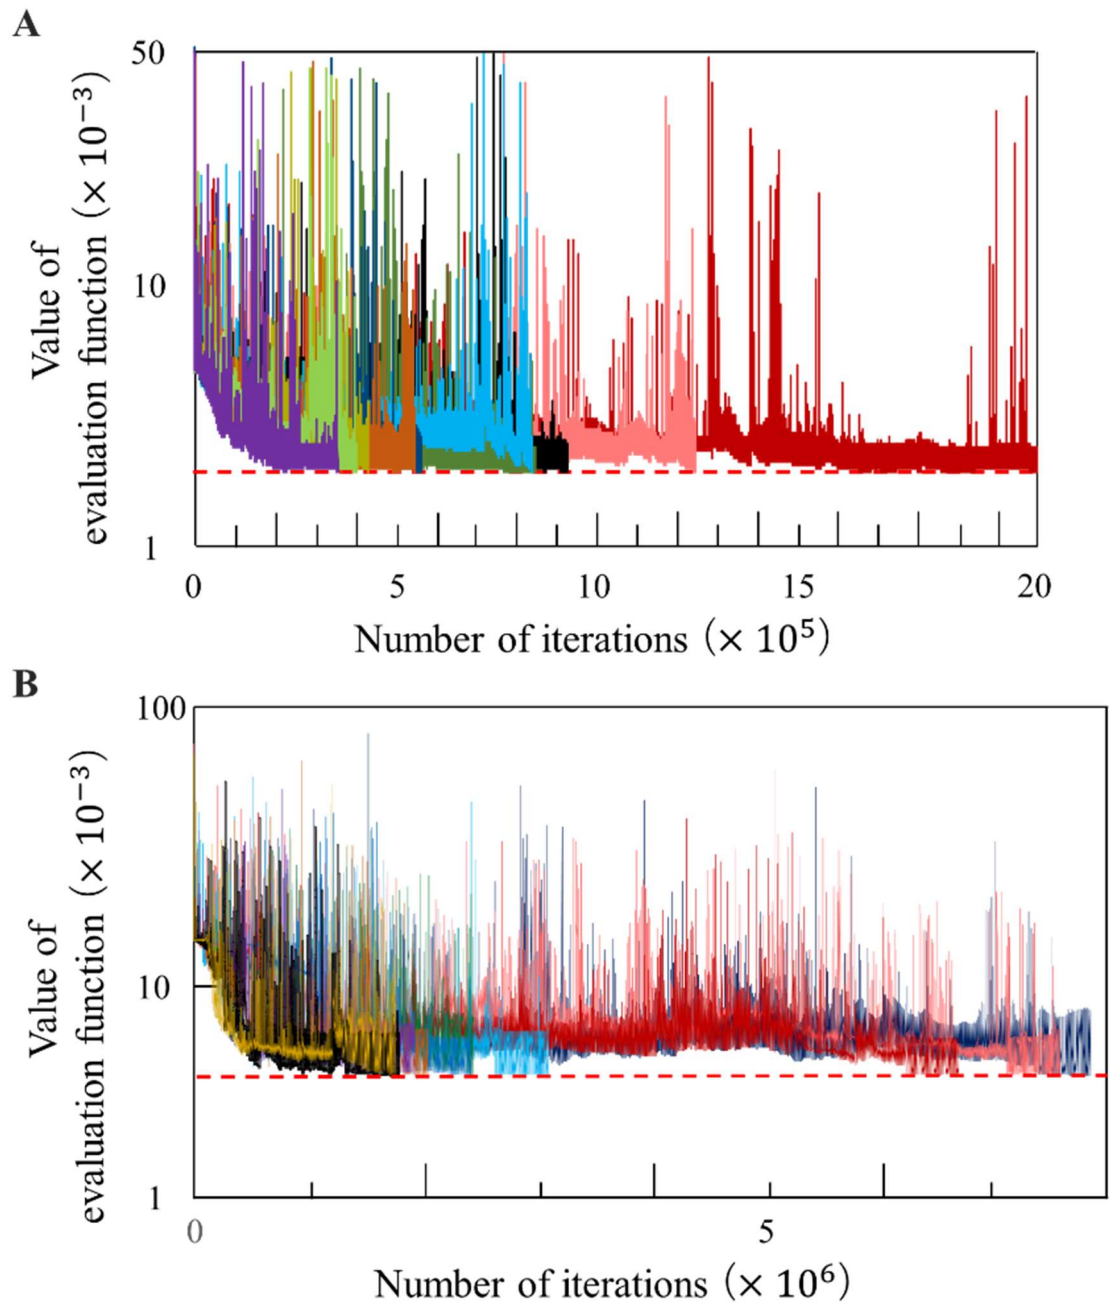 A
50
10
1
Value of
evaluation function (× 10⁻³)
0 5 10 15 20
Number of iterations (× 10⁵)
B
100
10
1
Value of
evaluation function (× 10⁻³)
0 5
Number of iterations (× 10⁶)